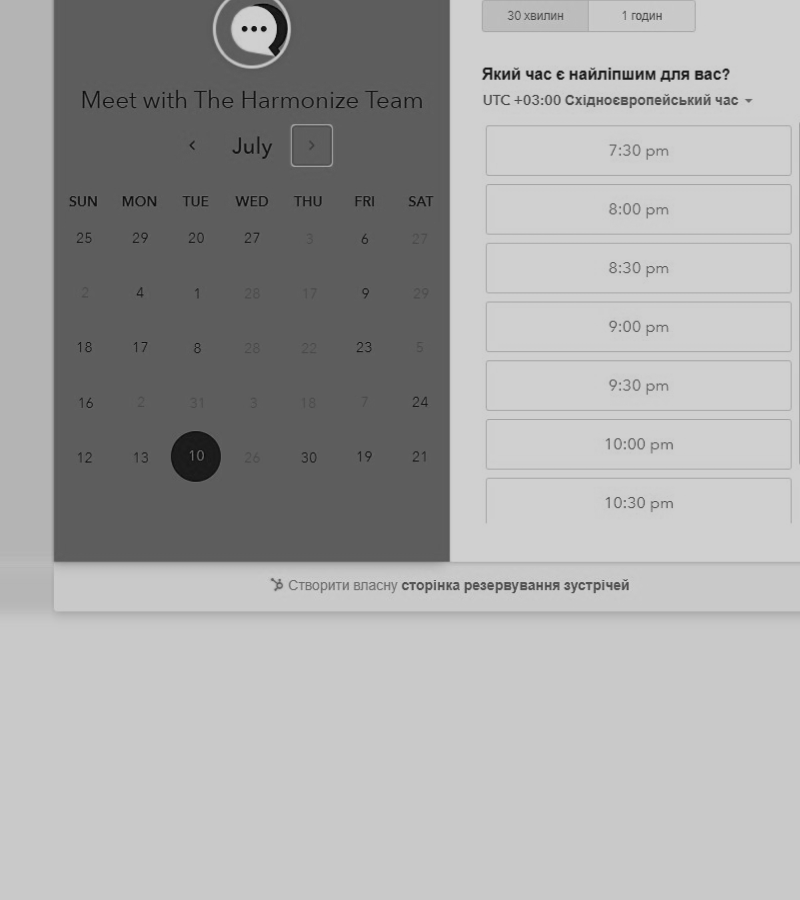 30 хвилин 1 годин
Meet with The Harmonize Team
July
SUN MON TUE WED THU FRI SAT
25 29 20 27 3 6 27
2 4 1 28 17 9 29
18 17 8 28 22 23 5
16 2 31 3 18 7 24
12 13 10 26 30 19 21
Який час є найліпшим для вас?
UTC +03:00 Східноєвропейський час
7:30 pm
8:00 pm
8:30 pm
9:00 pm
9:30 pm
10:00 pm
10:30 pm
Створити власну сторінка резервування зустрічей